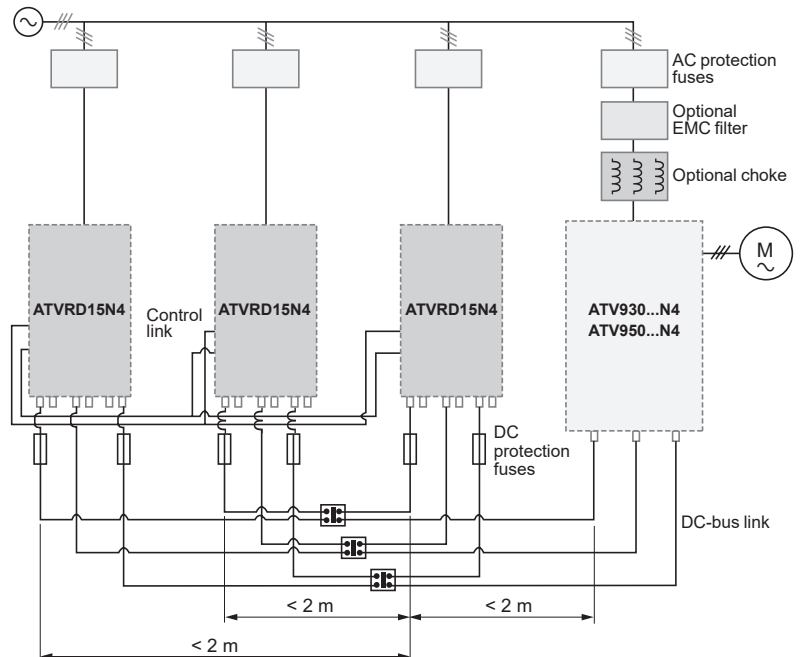 AC protection
fuses
Optional
EMC filter
Optional choke
M
ATVRD15N4
Control
link
ATVRD15N4
ATVRD15N4
ATV930...N4
ATV950...N4
DC
protection
fuses
DC-bus link
< 2 m
< 2 m
< 2 m